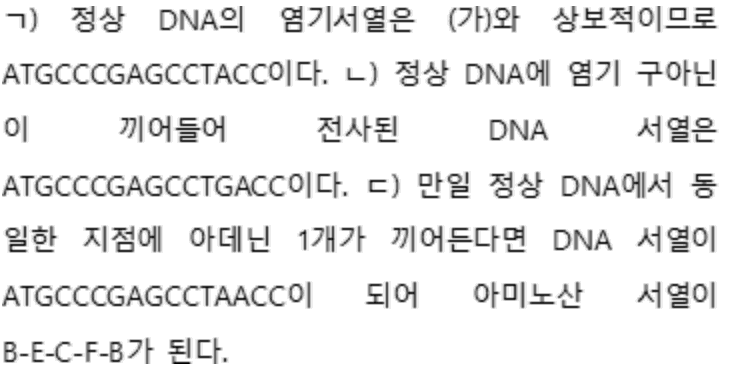 ㄱ) 정상 DNA의 염기서열은 (가)와 상보적이므로
ATGCCCGAGCCTACC이다. ㄴ) 정상 DNA에 염기 구아닌
이 끼어들어 전사된 DNA 서열은
ATGCCCGAGCCTGACC이다. ㄷ) 만일 정상 DNA에서 동
일한 지점에 아데닌 1개가 끼어든다면 DNA 서열이
ATGCCCGAGCCTAACC이 되어 아미노산 서열이
B-E-C-F-B가 된다.